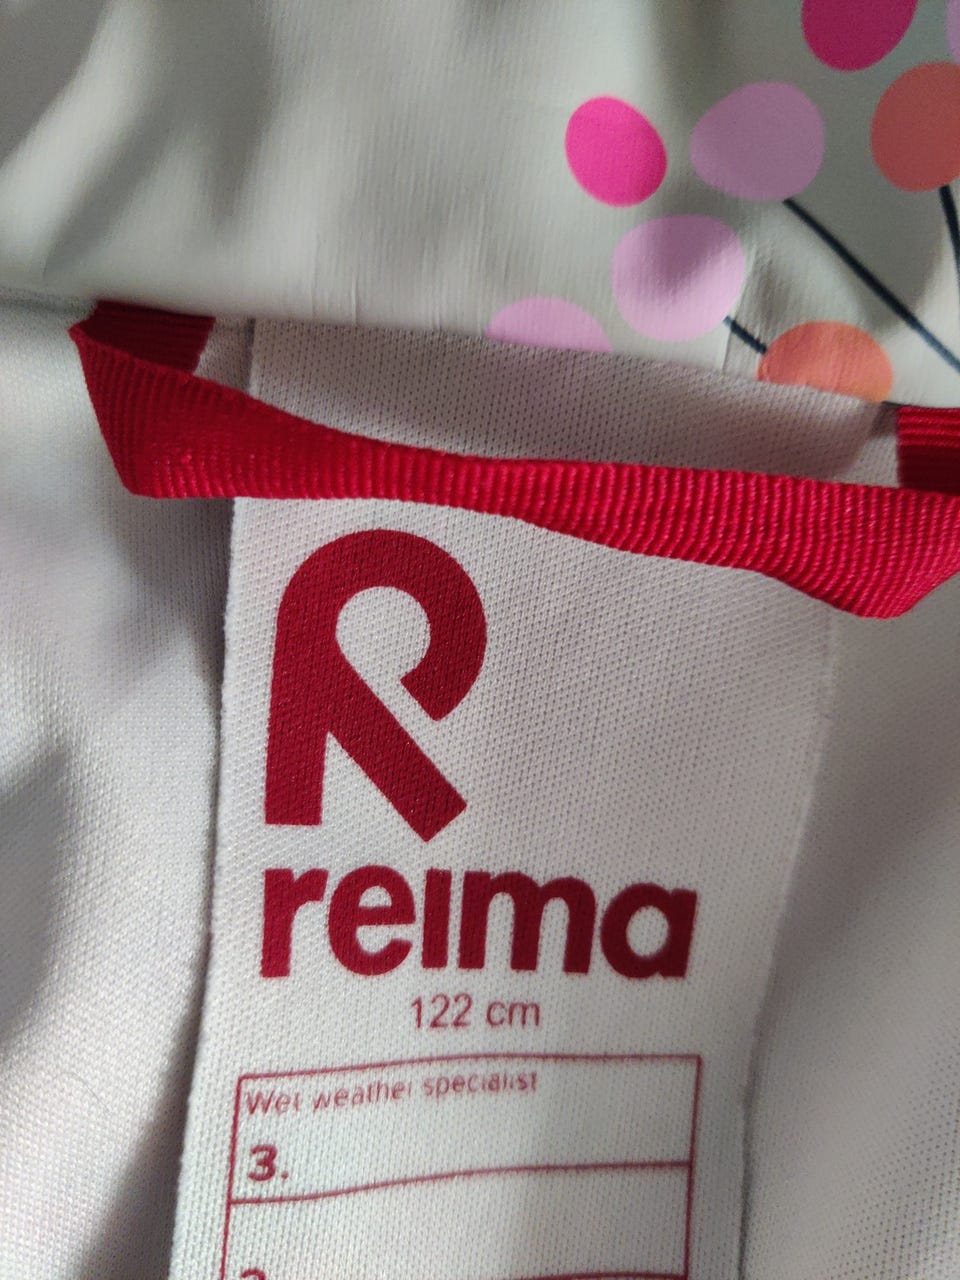 R
reima
122 cm
Wet weather specialist
3.